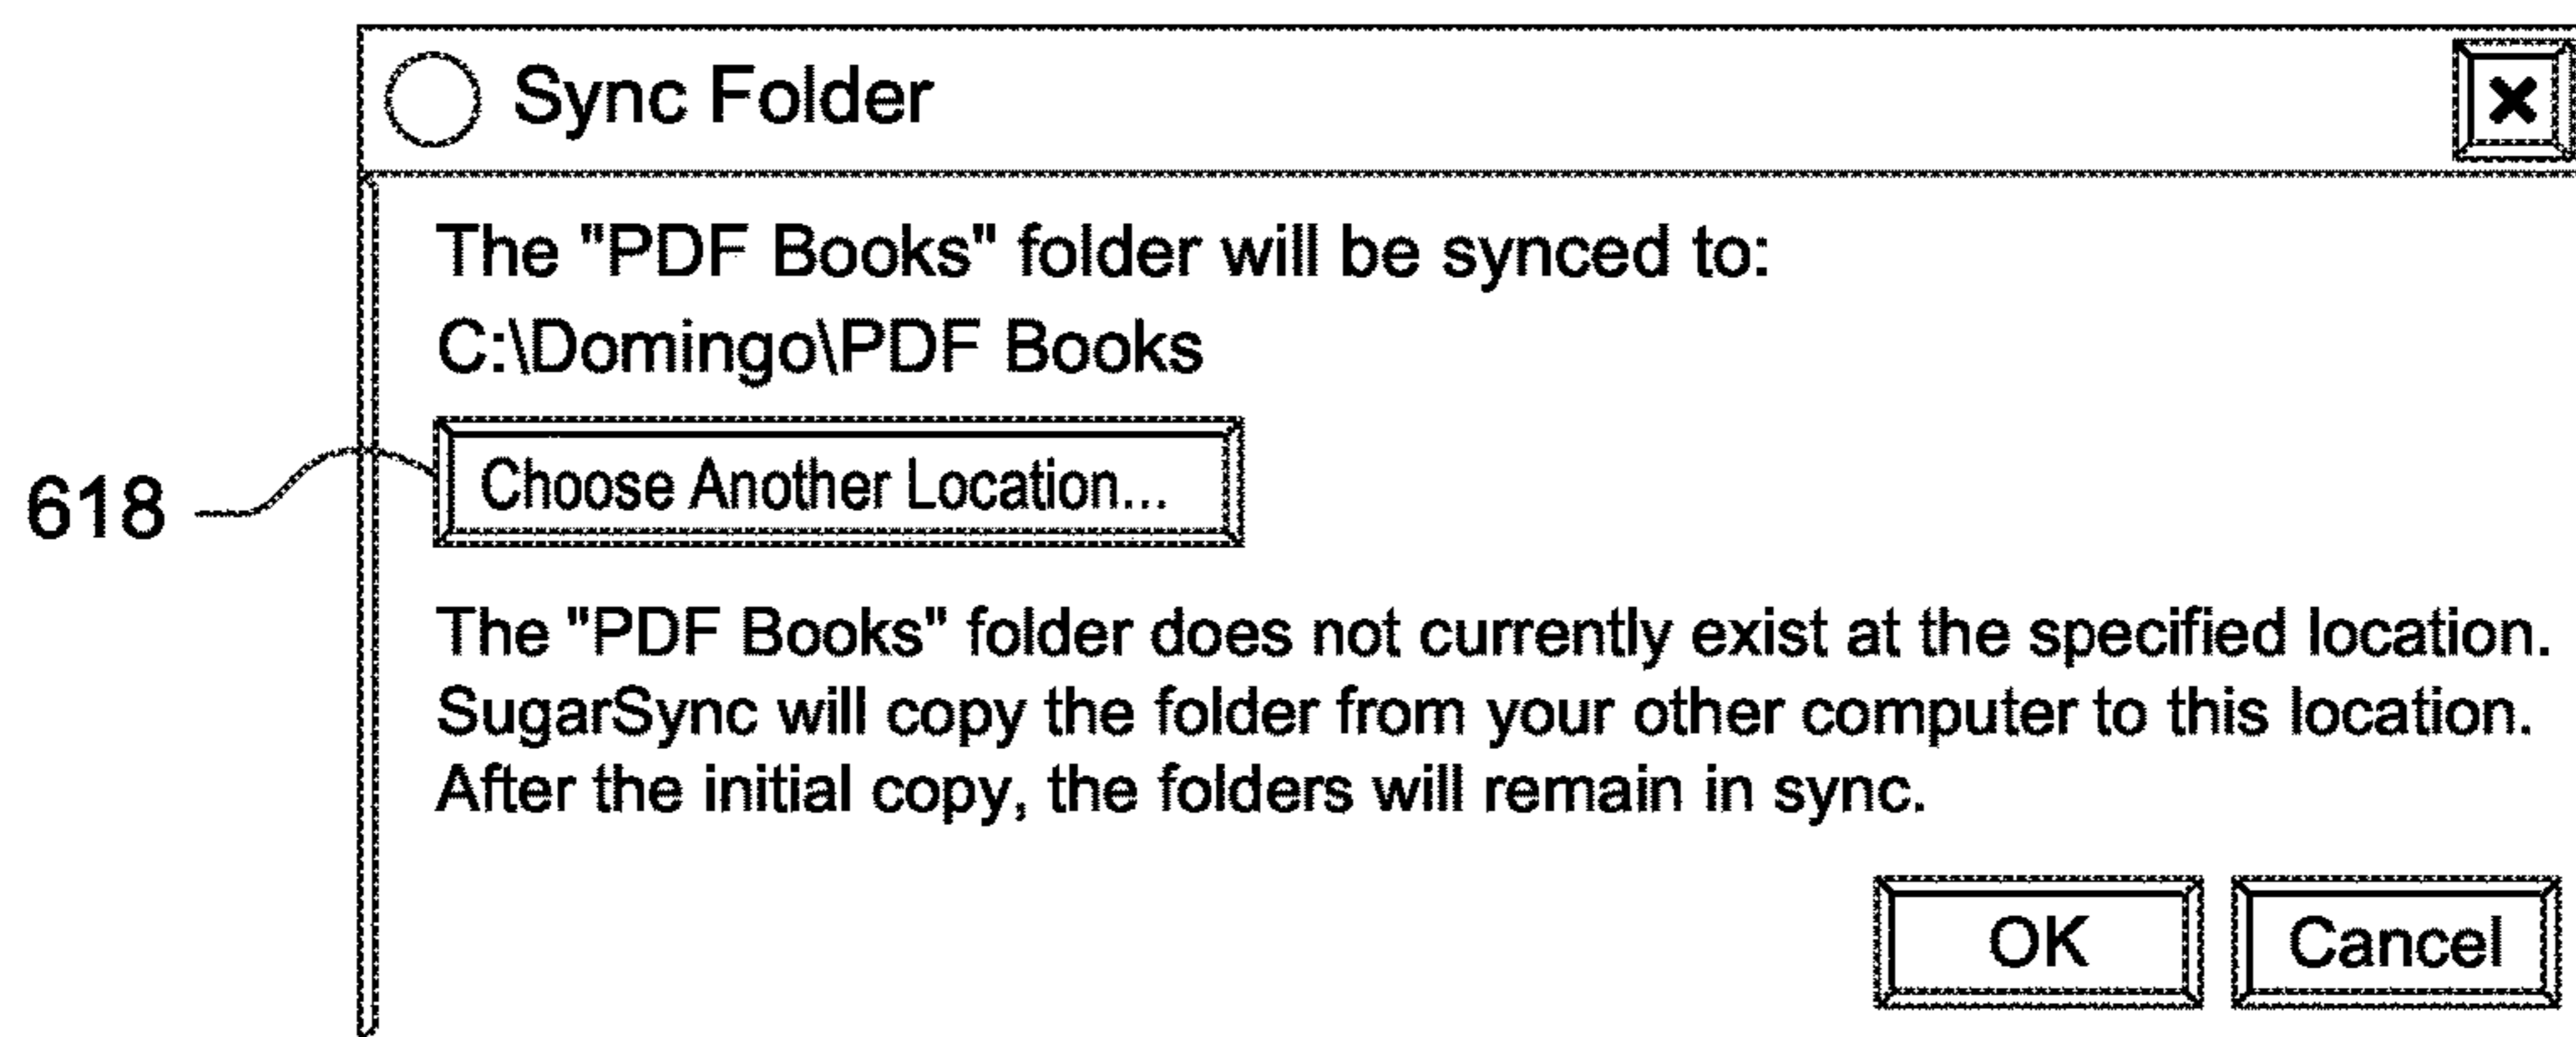 Sync Folder
The "PDF Books" folder will be synced to:
C:\Domingo\PDF Books
618
Choose Another Location...
The "PDF Books" folder does not currently exist at the specified location.
SugarSync will copy the folder from your other computer to this location.
After the initial copy, the folders will remain in sync.
OK Cancel